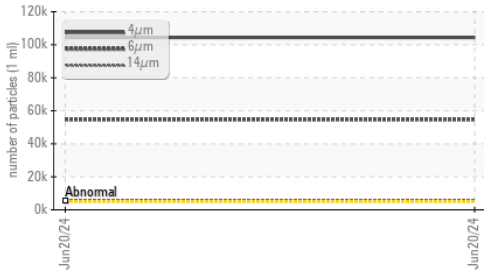 120k
100k
80k
60k
40k
20k
0k
number of particles (1 ml)
4µm
6µm
14µm
Abnormal
Jun20/24
Jun20/24